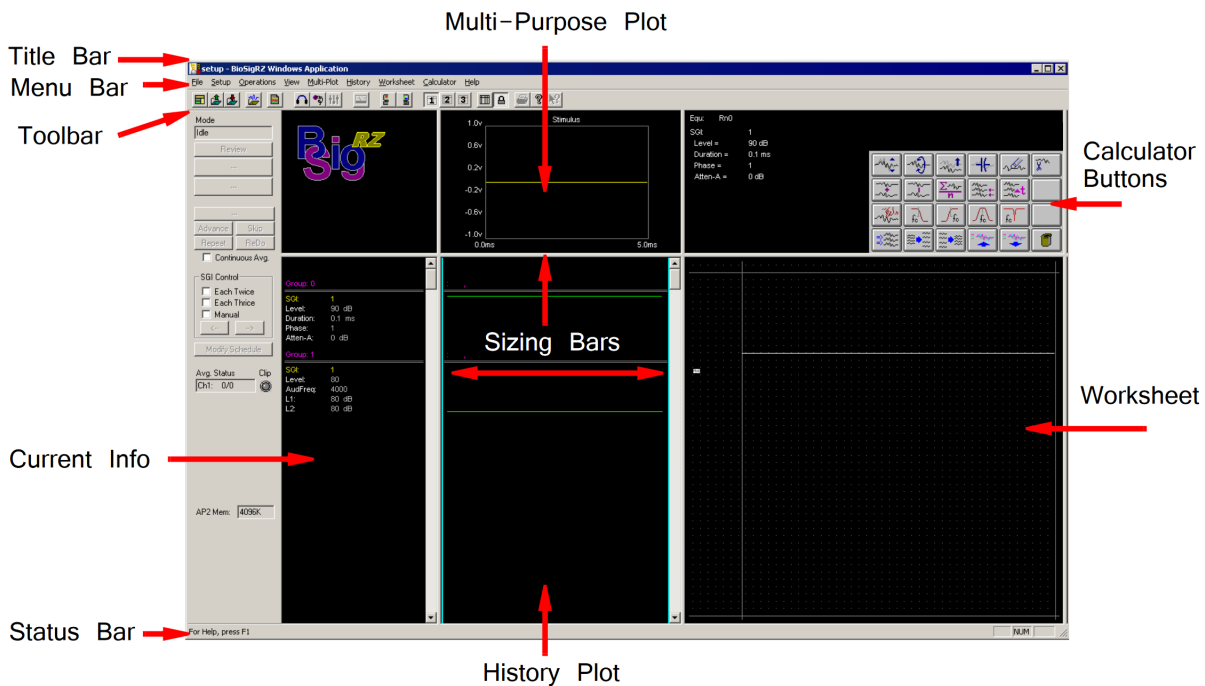 Multi-Purpose Plot
Title Bar
setup - BioSigRZ Windows Application
Menu Bar
File Setup Operations View Multi-Plot History Worksheet Calculator Help
Toolbar
1 2 3
Mode
Idle
Review
...
...
...
Advance Skip
Repeat ReDo
Continuous Avg.
SGI Control
Each Twice
Each Thrice
Manual
<-- -->
Modify Schedule
Avg. Status Clip
Ch1: 0/0
AP2 Mem: 4096K
BioSig RZ
Stimulus
1.0v
0.6v
0.2v
-0.2v
-0.6v
-1.0v
0.0ms 5.0ms
Equ: Rn0
SGI: 1
Level = 90 dB
Duration = 0.1 ms
Phase = 1
Atten-A = 0 dB
Calculator
Buttons
Group 0
SGI: 1
Level: 90 dB
Duration: 0.1 ms
Phase: 1
Atten-A: 0 dB
Group 1
SGI: 1
Level: 80
AudFreq: 4000
L1: 80 dB
L2: 80 dB
Sizing Bars
Worksheet
Current Info
Status Bar
For Help, press F1
NUM
History Plot